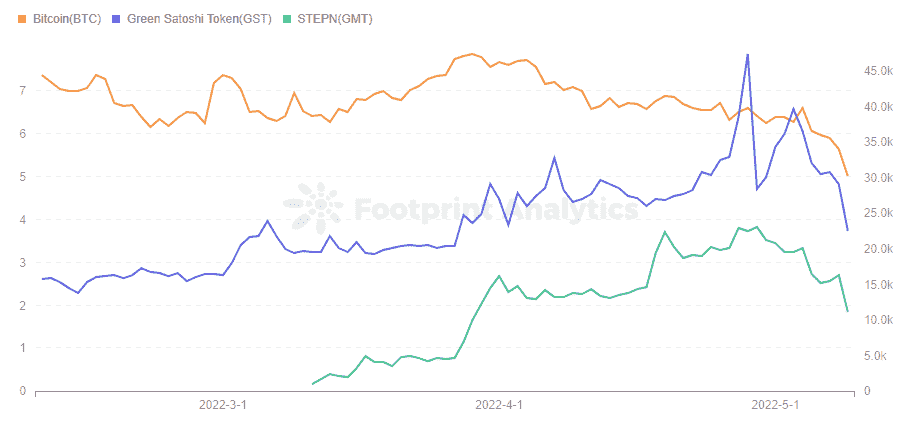 Bitcoin(BTC) Green Satoshi Token(GST) STEPN(GMT)
7 45.0k
6 40.0k
5 35.0k
4 30.0k
3 25.0k
2 20.0k
1 15.0k
0 10.0k
5.0k
0
Footprint Analytics
2022-3-1 2022-4-1 2022-5-1